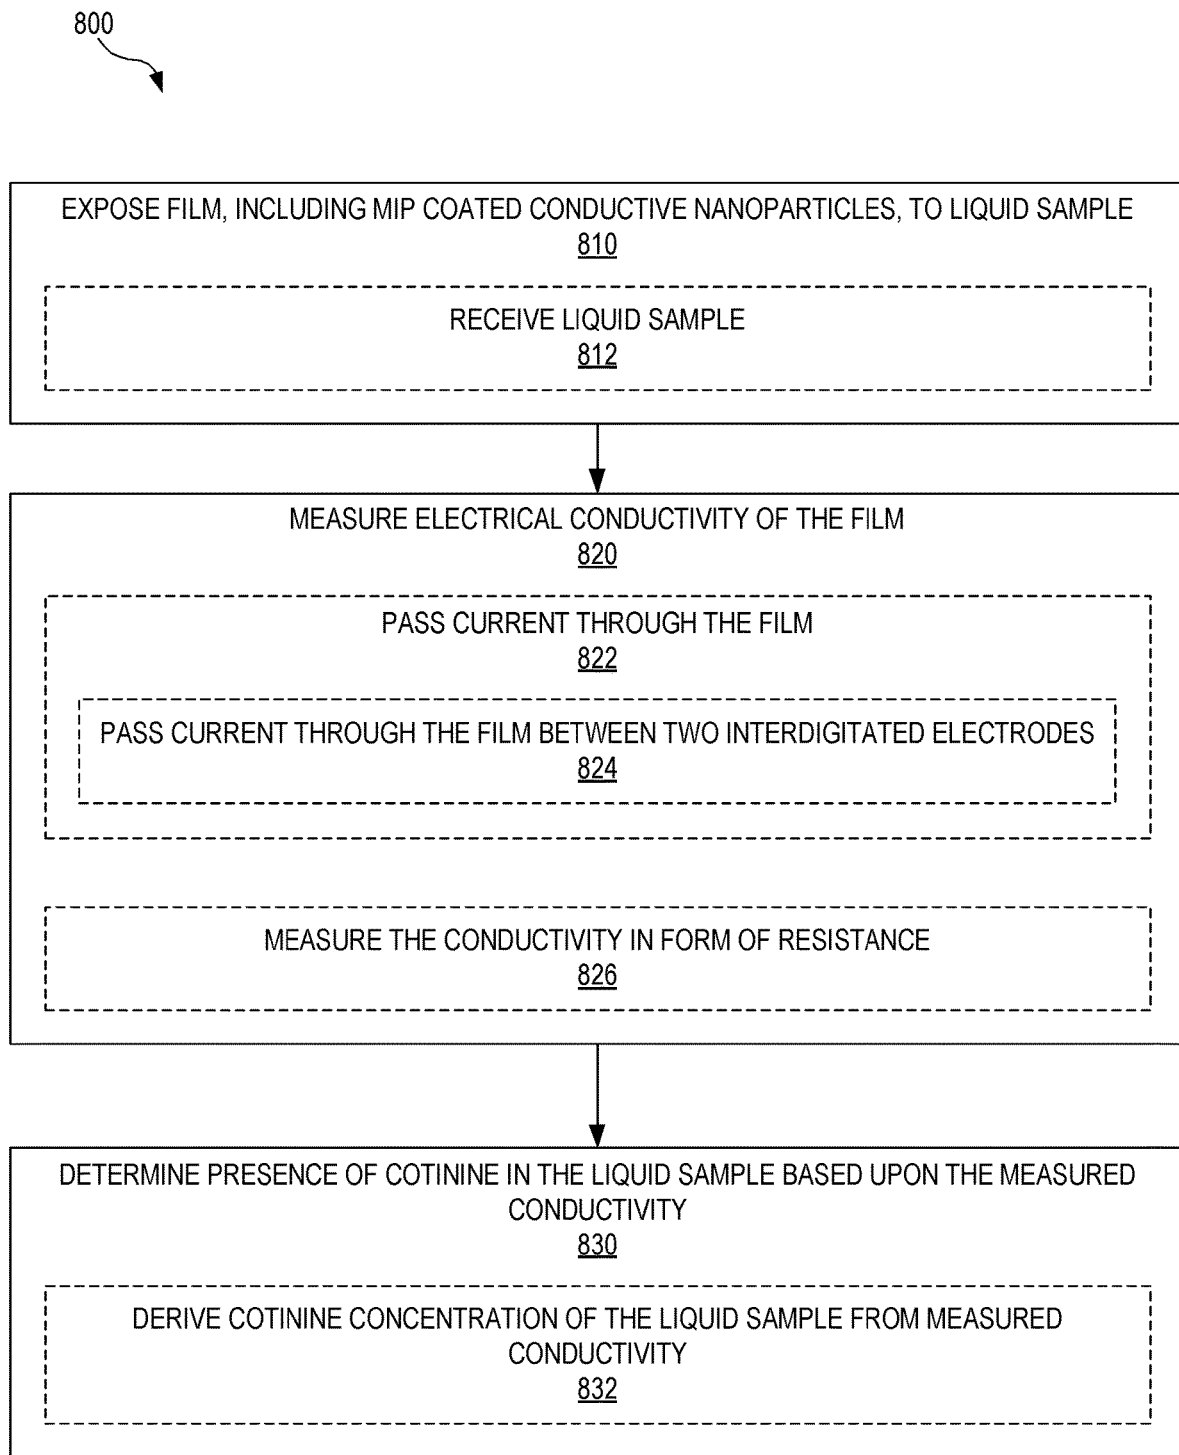 800
EXPOSE FILM, INCLUDING MIP COATED CONDUCTIVE NANOPARTICLES, TO LIQUID SAMPLE
810
RECEIVE LIQUID SAMPLE
812
MEASURE ELECTRICAL CONDUCTIVITY OF THE FILM
820
PASS CURRENT THROUGH THE FILM
822
PASS CURRENT THROUGH THE FILM BETWEEN TWO INTERDIGITATED ELECTRODES
824
MEASURE THE CONDUCTIVITY IN FORM OF RESISTANCE
826
DETERMINE PRESENCE OF COTININE IN THE LIQUID SAMPLE BASED UPON THE MEASURED
CONDUCTIVITY
830
DERIVE COTININE CONCENTRATION OF THE LIQUID SAMPLE FROM MEASURED
CONDUCTIVITY
832